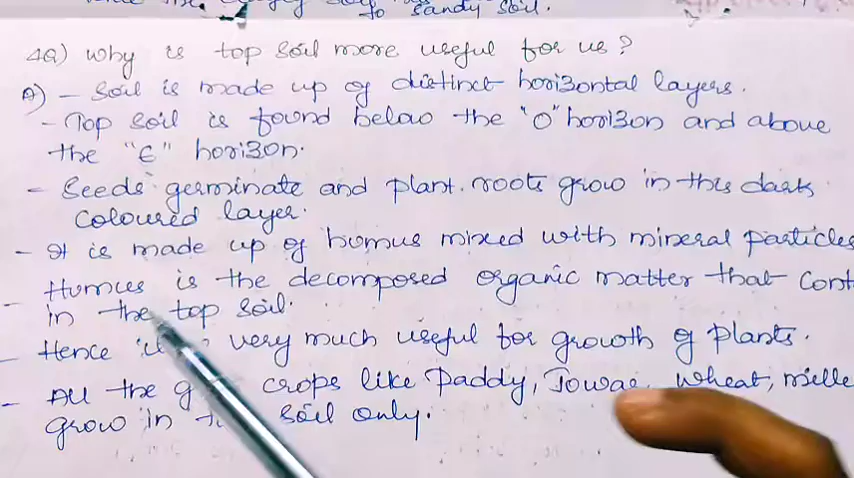 to sandy soil.
4Q) Why is top soil more useful for us?
A) - Soil is made up of distinct horizontal layers.
- Top soil is found below the "O" horizon and above
the "E" horizon.
- Seeds germinate and plant roots grow in this dark
coloured layer.
- It is made up of humus mixed with mineral particles
- Humus is the decomposed organic matter that cont
in the top soil.
- Hence very much useful for growth of plants.
- All the g crops like Paddy, Jowar, Wheat, mille
grow in soil only.